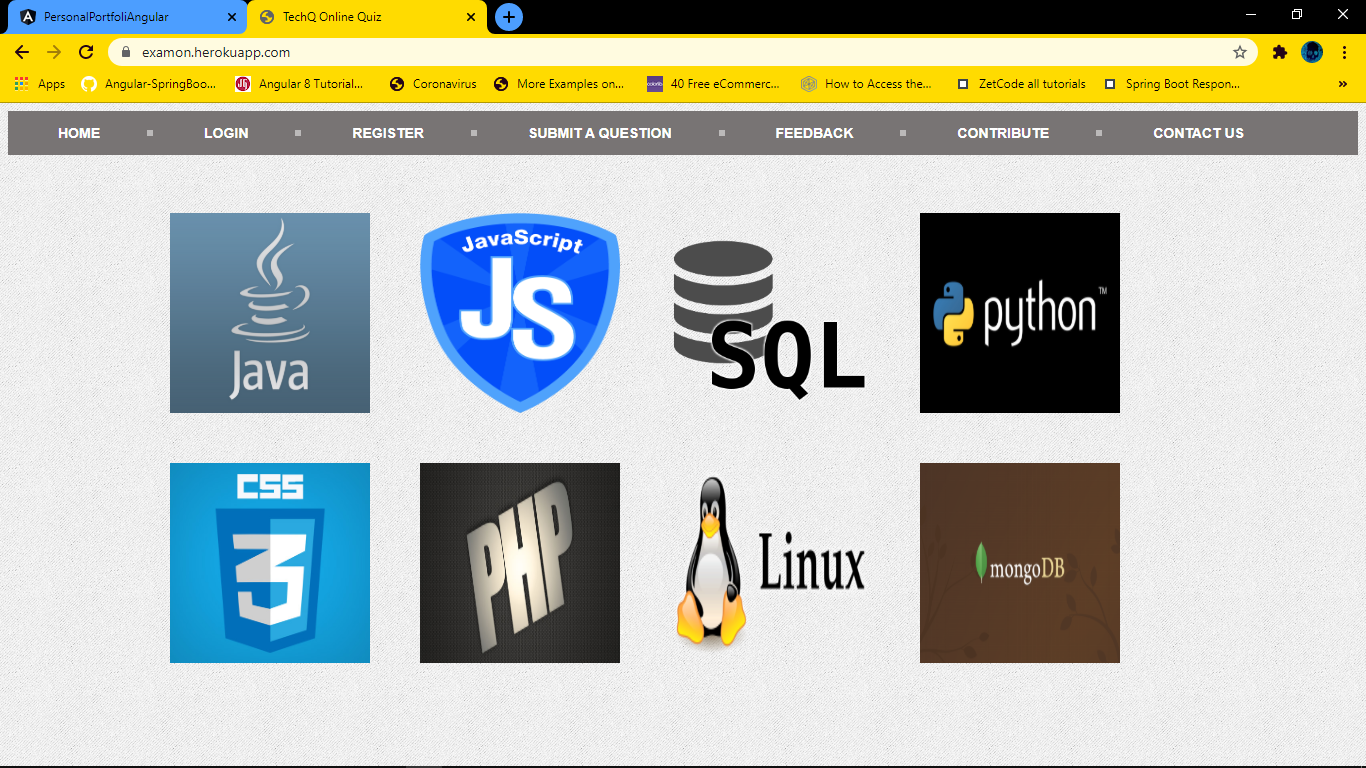 PersonalPortfoliAngular
TechQ Online Quiz
examon.herokuapp.com
Apps
Angular-SpringBoo...
Angular 8 Tutorial...
Coronavirus
More Examples on...
40 Free eCommerc...
How to Access the...
ZetCode all tutorials
Spring Boot Respon...
»
HOME
LOGIN
REGISTER
SUBMIT A QUESTION
FEEDBACK
CONTRIBUTE
CONTACT US
Java
JavaScript
JS
SQL
python™
CSS
3
PHP
Linux
mongoDB